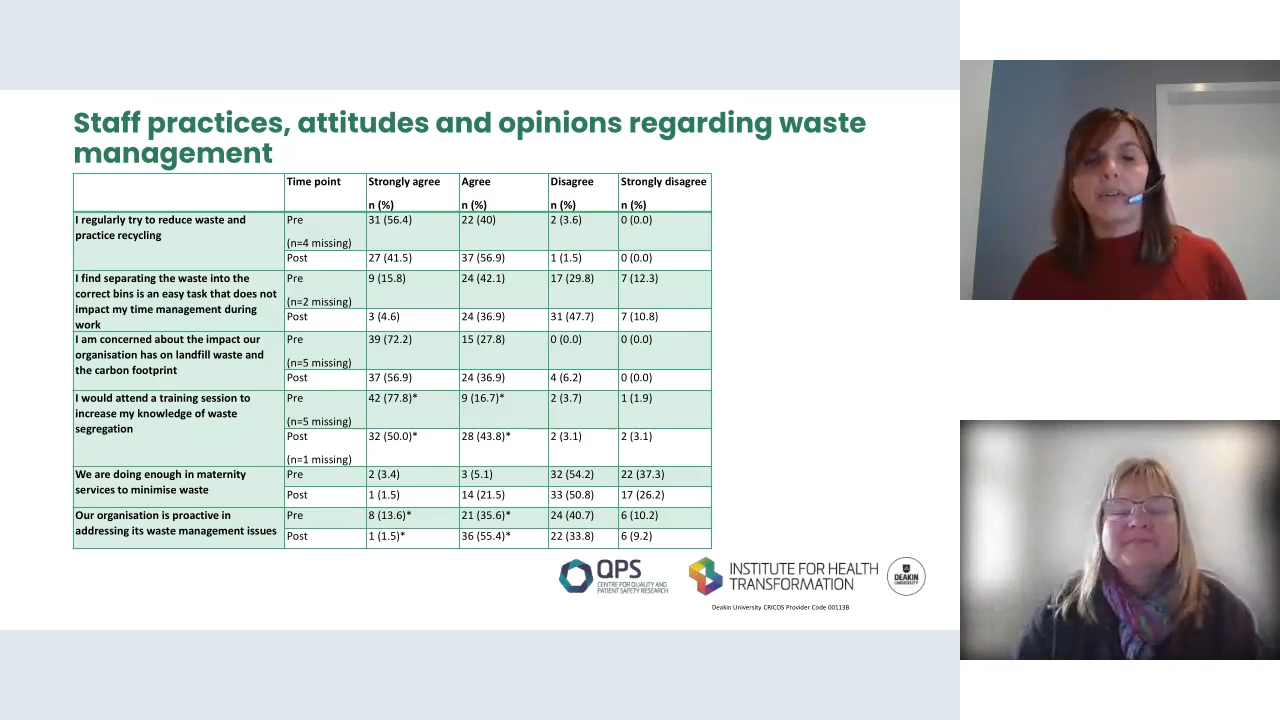 Staff practices, attitudes and opinions regarding waste
management
Time point Strongly agree Agree Disagree Strongly disagree
n (%) n (%) n (%) n (%)
I regularly try to reduce waste and Pre 31 (56.4) 22 (40) 2 (3.6) 0 (0.0)
practice recycling
(n=4 missing)
Post 27 (41.5) 37 (56.9) 1 (1.5) 0 (0.0)
I find separating the waste into the Pre 9 (15.8) 24 (42.1) 17 (29.8) 7 (12.3)
correct bins is an easy task that does not
impact my time management during (n=2 missing)
work Post 3 (4.6) 24 (36.9) 31 (47.7) 7 (10.8)
I am concerned about the impact our Pre 39 (72.2) 15 (27.8) 0 (0.0) 0 (0.0)
organisation has on landfill waste and
the carbon footprint (n=5 missing)
Post 37 (56.9) 24 (36.9) 4 (6.2) 0 (0.0)
I would attend a training session to Pre 42 (77.8)* 9 (16.7)* 2 (3.7) 1 (1.9)
increase my knowledge of waste
segregation (n=5 missing)
Post 32 (50.0)* 28 (43.8)* 2 (3.1) 2 (3.1)
(n=1 missing)
We are doing enough in maternity Pre 2 (3.4) 3 (5.1) 32 (54.2) 22 (37.3)
services to minimise waste Post 1 (1.5) 14 (21.5) 33 (50.8) 17 (26.2)
Our organisation is proactive in Pre 8 (13.6)* 21 (35.6)* 24 (40.7) 6 (10.2)
addressing its waste management issues Post 1 (1.5)* 36 (55.4)* 22 (33.8) 6 (9.2)
QPS
CENTRE FOR QUALITY AND
PATIENT SAFETY RESEARCH
INSTITUTE FOR HEALTH
TRANSFORMATION
DEAKIN
UNIVERSITY
Deakin University CRICOS Provider Code 00113B